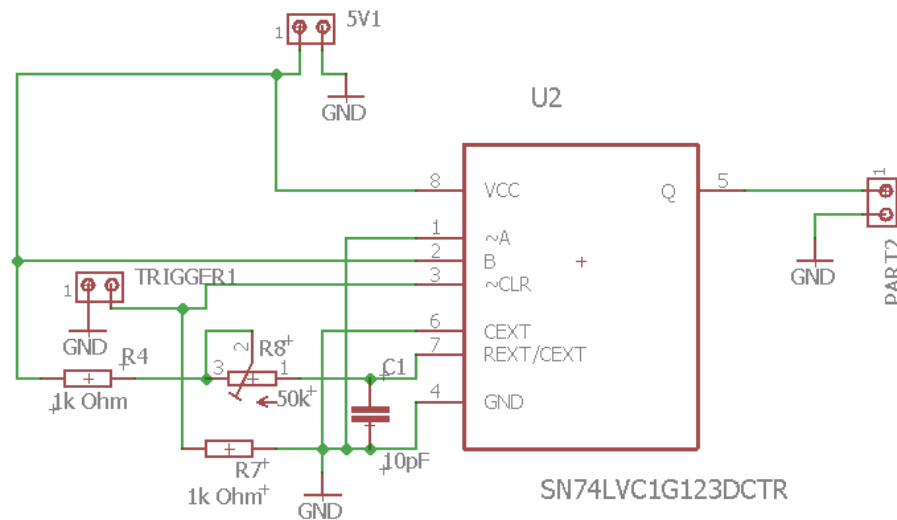 5V1
1
GND
U2
8
VCC
Q
5
1
1
~A
2
B
3
~CLR
TRIGGER1
1
GND
GND
PART2
6
CEXT
7
REXT/CEXT
R4
1k Ohm
2
R8
3
1
50k
C1
4
GND
10pF
R7
1k Ohm
GND
SN74LVC1G123DCTR